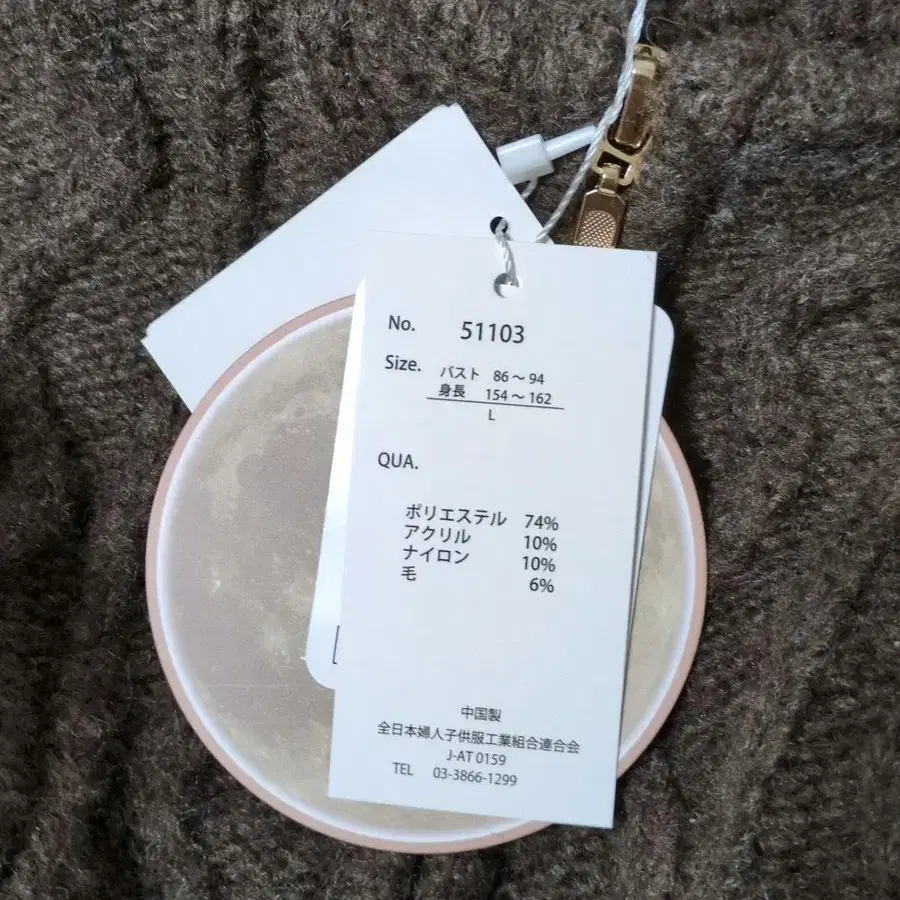 No. 51103
Size. バスト 86～94
身長 154～162
L
QUA.
ポリエステル 74%
アクリル 10%
ナイロン 10%
毛 6%
中国製
全日本婦人子供服工業組合連合会
J-AT 0159
TEL 03-3866-1299